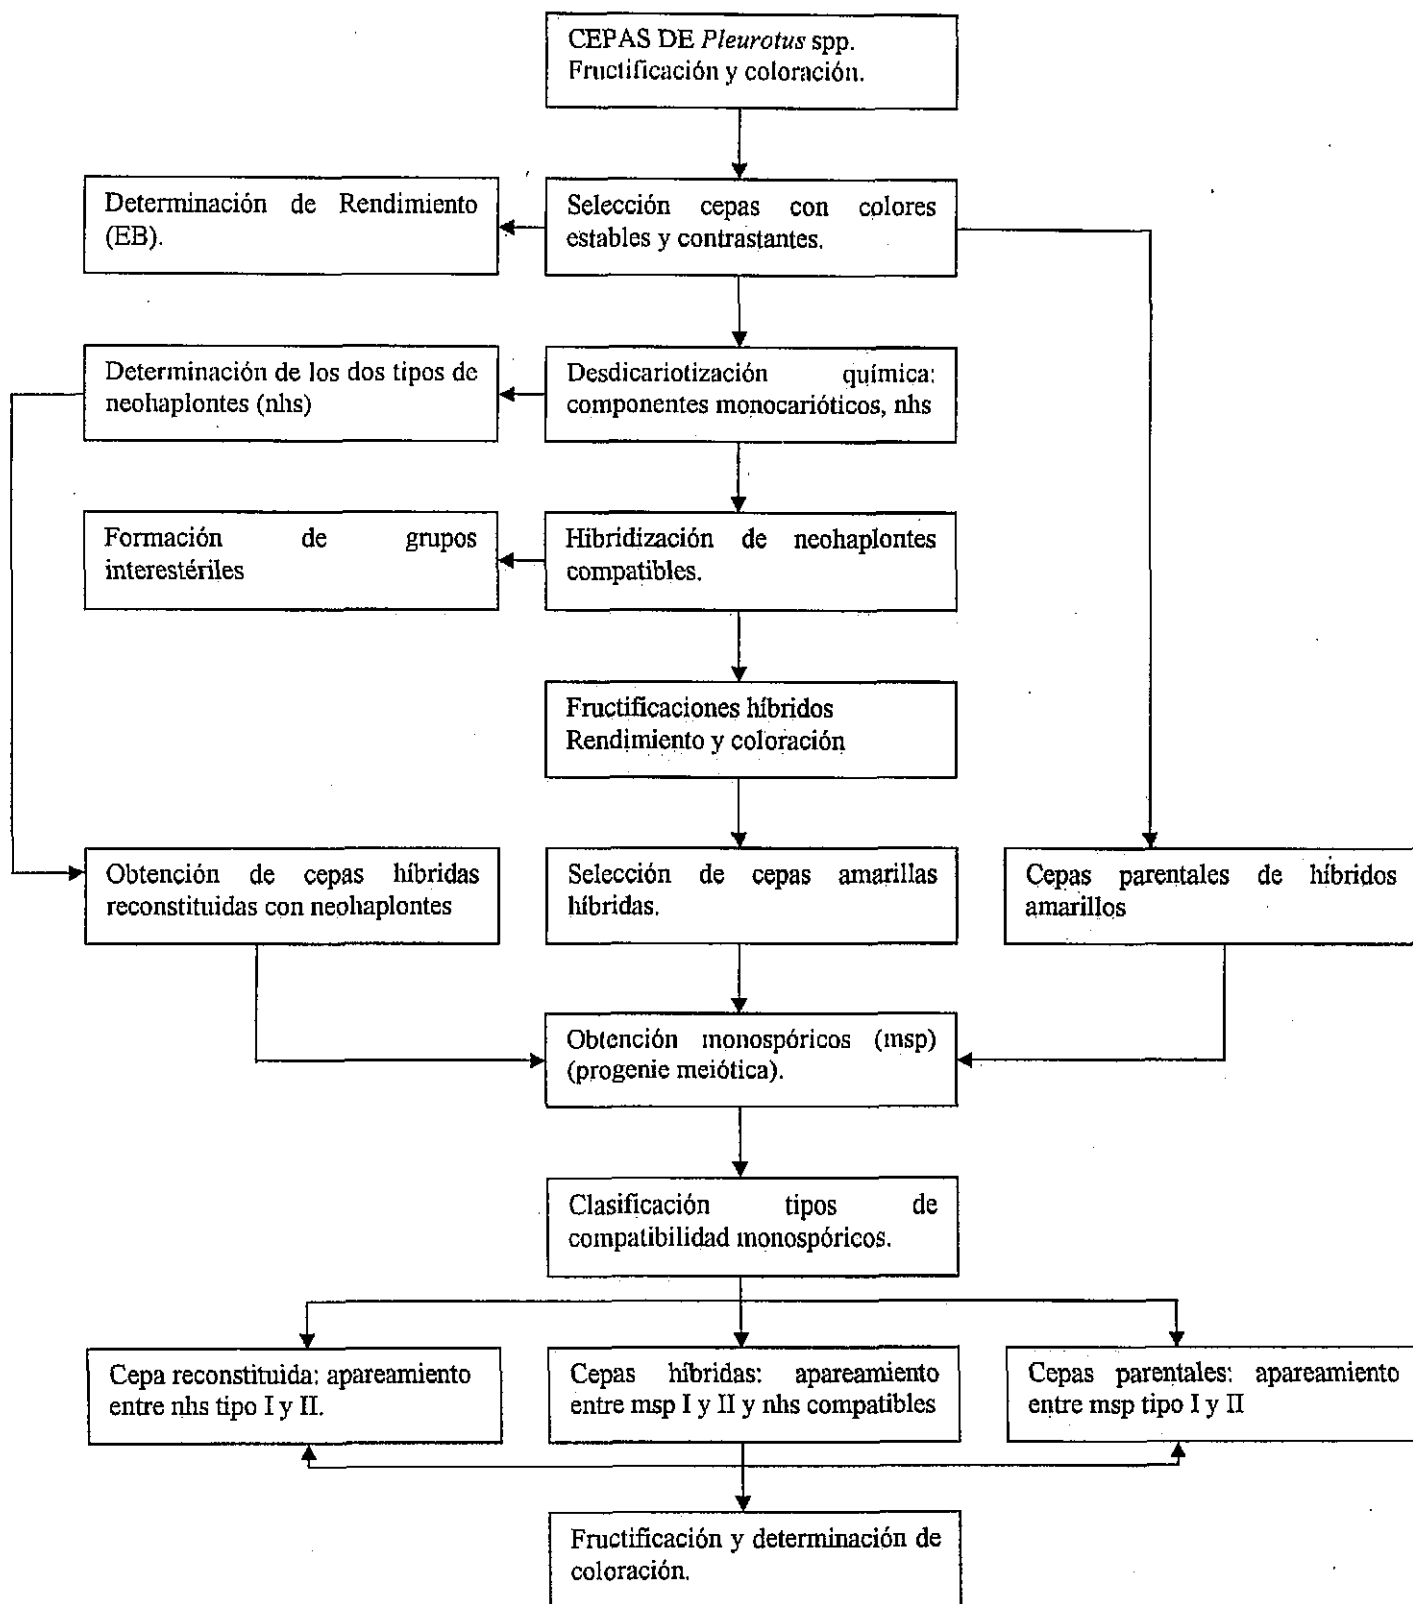 CEPAS DE Pleurotus spp.
Fructificación y coloración.
Determinación de Rendimiento
(EB).
Selección cepas con colores
estables y contrastantes.
Determinación de los dos tipos de
neohaplontes (nhs)
Desdicariotización química:
componentes monocarióticos, nhs
Formación de grupos
interestériles
Hibridización de neohaplontes
compatibles.
Fructificaciones híbridos
Rendimiento y coloración
Obtención de cepas híbridas
reconstituidas con neohaplontes
Selección de cepas amarillas
híbridas.
Cepas parentales de híbridos
amarillos
Obtención monospóricos (msp)
(progenie meiótica).
Clasificación tipos de
compatibilidad monospóricos.
Cepa reconstituida: apareamiento
entre nhs tipo I y II.
Cepas híbridas: apareamiento
entre msp I y II y nhs compatibles
Cepas parentales: apareamiento
entre msp tipo I y II
Fructificación y determinación de
coloración.